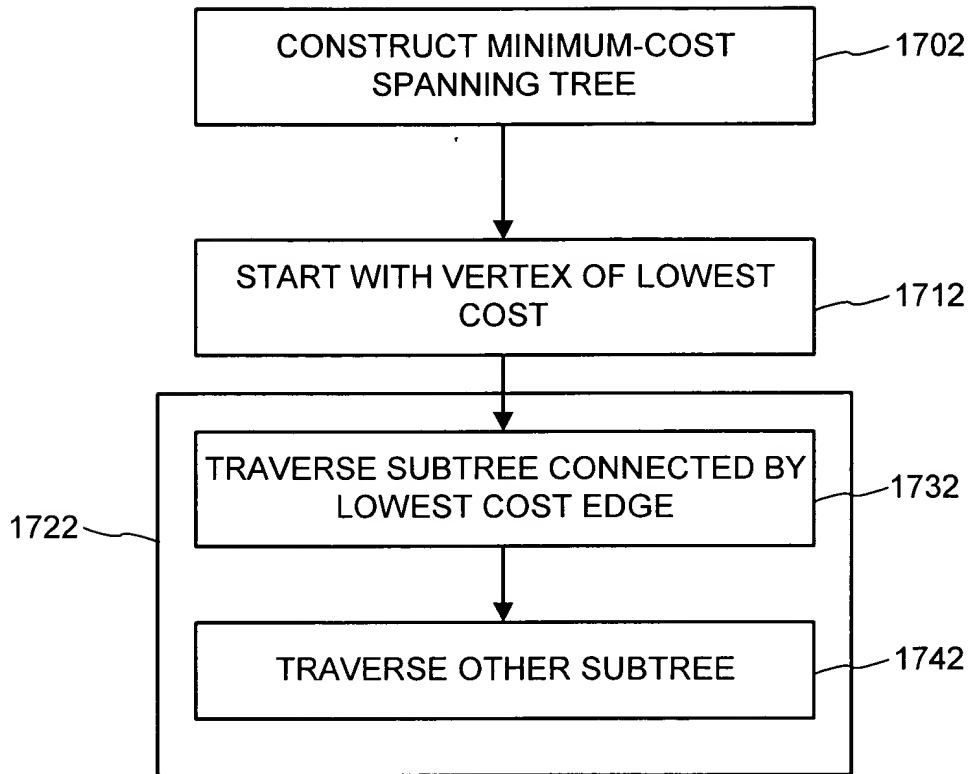 CONSTRUCT MINIMUM-COST
SPANNING TREE
1702
START WITH VERTEX OF LOWEST
COST
1712
TRAVERSE SUBTREE CONNECTED BY
LOWEST COST EDGE
1732
1722
TRAVERSE OTHER SUBTREE
1742